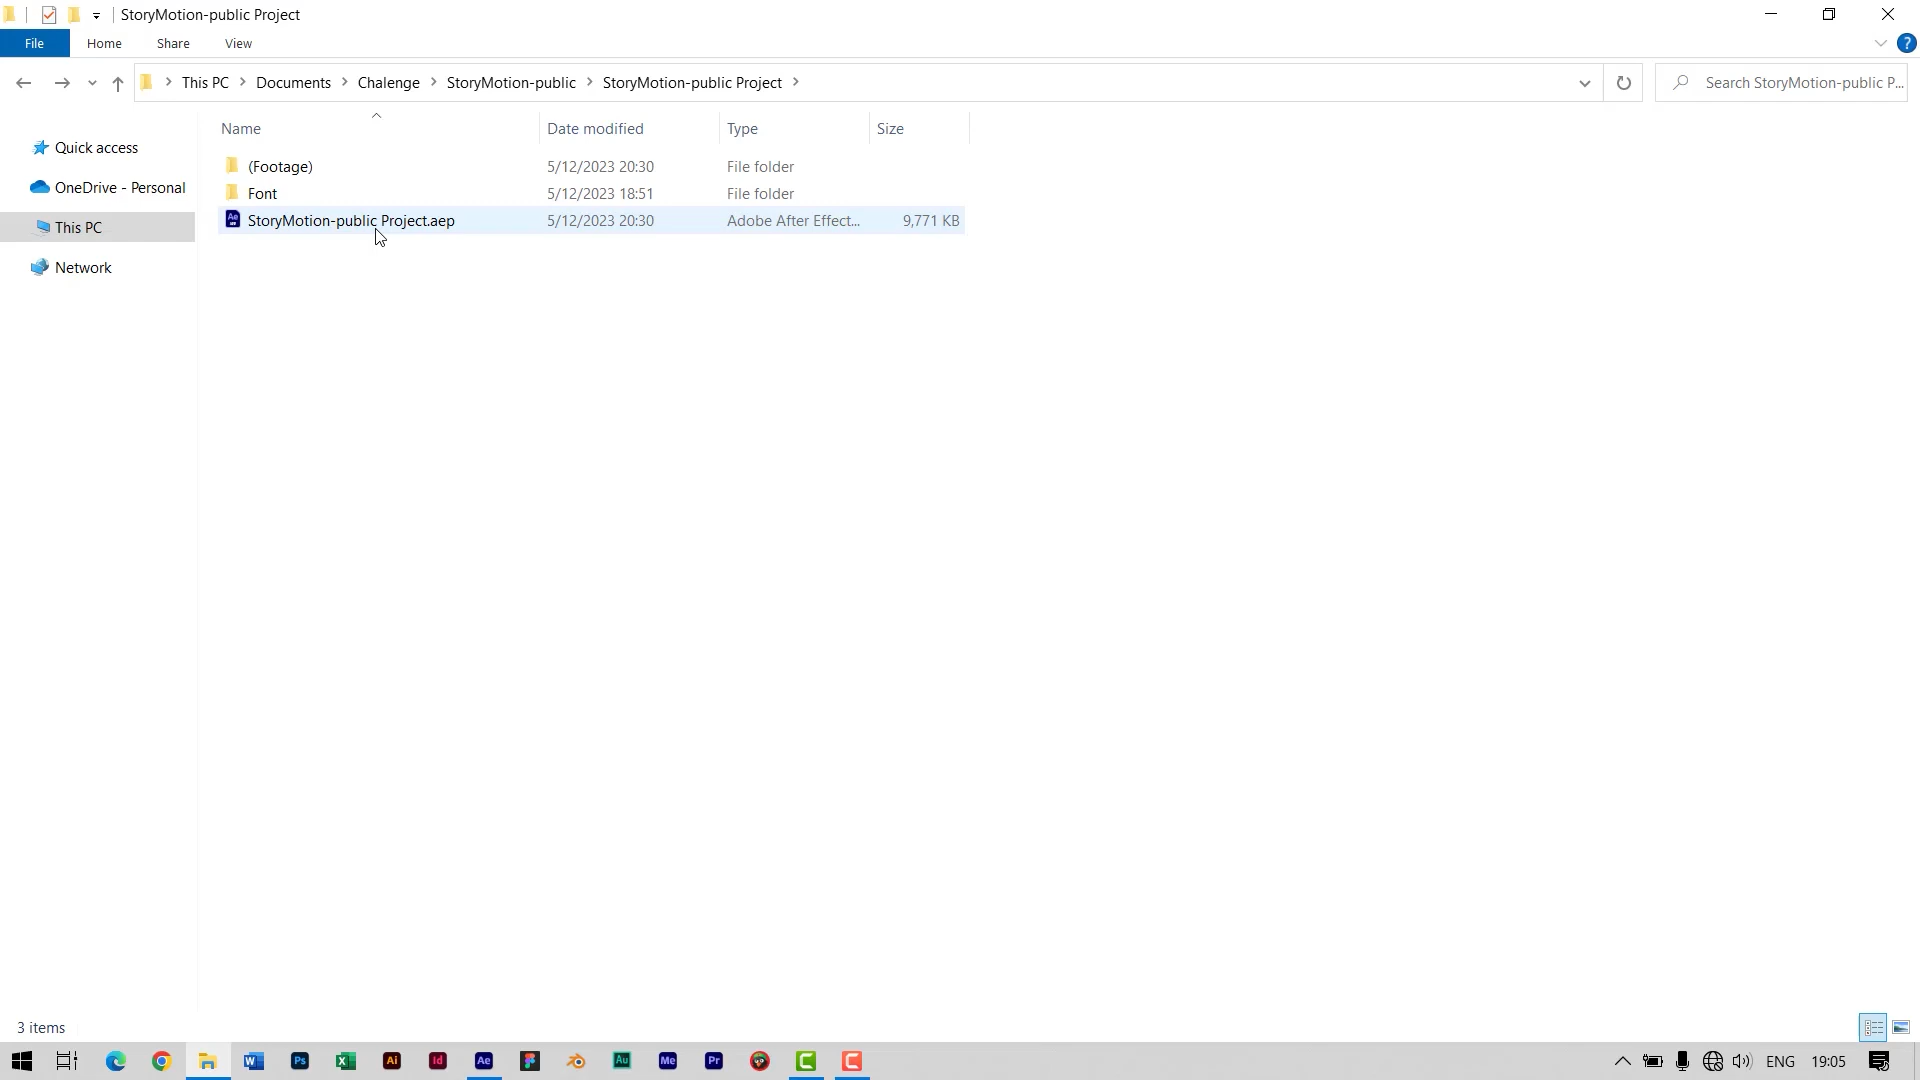 StoryMotion-public Project
File Home Share View ?
This PC Documents Chalenge StoryMotion-public StoryMotion-public Project Search StoryMotion-public P...
Name Date modified Type Size
Quick access
OneDrive - Personal
This PC
Network
(Footage) 5/12/2023 20:30 File folder
Font 5/12/2023 18:51 File folder
StoryMotion-public Project.aep 5/12/2023 20:30 Adobe After Effect... 9,771 KB
3 items
W Ps X Ai Id Ae Au Me Pr C C ENG 19:05